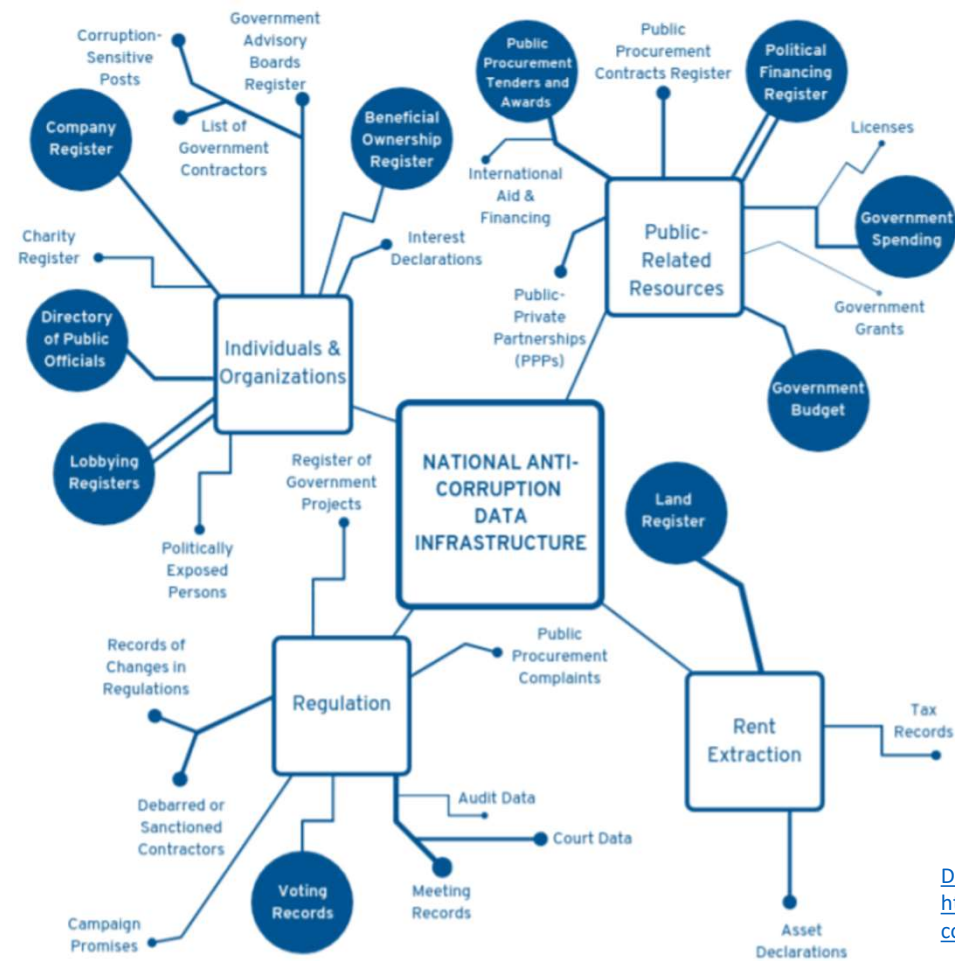 Corruption-
Sensitive
Posts
Government
Advisory
Boards
Register
List of
Government
Contractors
Company
Register
Beneficial
Ownership
Register
Charity
Register
Interest
Declarations
Directory
of Public
Officials
Individuals &
Organizations
Lobbying
Registers
Politically
Exposed
Persons
Public
Procurement
Tenders and
Awards
Public
Procurement
Contracts Register
Political
Financing
Register
Licenses
International
Aid &
Financing
Government
Spending
Public-
Related
Resources
Public-
Private
Partnerships
(PPPs)
Government
Grants
Government
Budget
NATIONAL ANTI-
CORRUPTION
DATA
INFRASTRUCTURE
Register of
Government
Projects
Land
Register
Records of
Changes in
Regulations
Public
Procurement
Complaints
Regulation
Rent
Extraction
Tax
Records
Debarred or
Sanctioned
Contractors
Audit Data
Court Data
Meeting
Records
Voting
Records
Campaign
Promises
Asset
Declarations